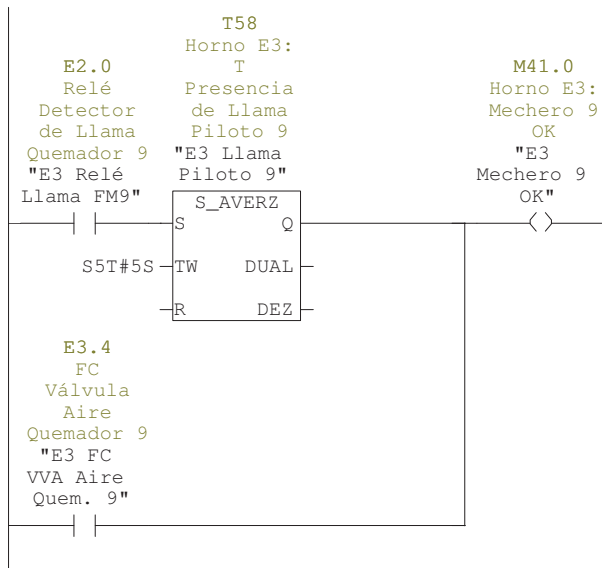 T58
Horno E3:
T
Presencia
de Llama
Piloto 9
"E3 Llama
Piloto 9"
E2.0
Relé
Detector
de Llama
Quemador 9
"E3 Relé
Llama FM9"
M41.0
Horno E3:
Mechero 9
OK
"E3
Mechero 9
OK"
S_AVERZ
S Q
S5T#5S TW DUAL
R DEZ
E3.4
FC
Válvula
Aire
Quemador 9
"E3 FC
VVA Aire
Quem. 9"